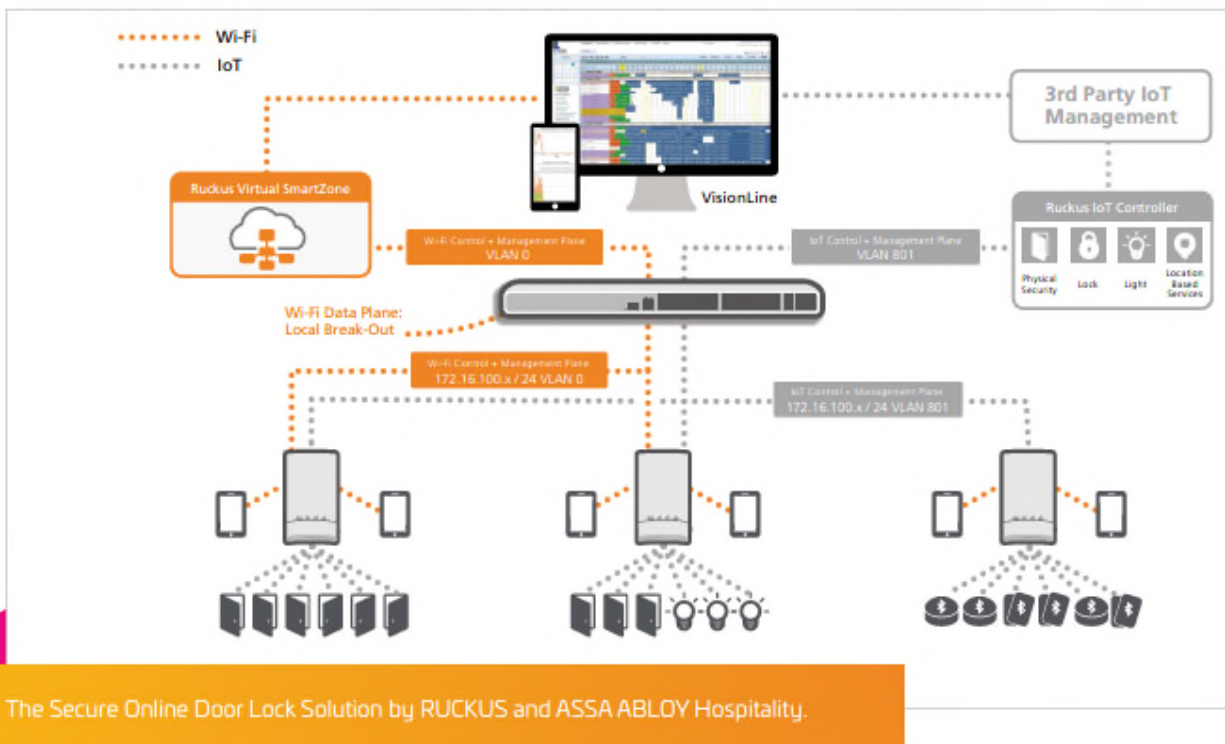 Wi-Fi
IoT
3rd Party IoT
Management
VisionLine
Ruckus Virtual SmartZone
Ruckus IoT Controller
Physical
Security
Lock
Light
Location
Based
Services
Wi-Fi Control + Management Plane
VLAN 0
IoT Control + Management Plane
VLAN 801
Wi-Fi Data Plane:
Local Break-Out
Wi-Fi Control + Management Plane
172.16.100.x / 24 VLAN 0
IoT Control + Management Plane
172.16.100.x / 24 VLAN 801
The Secure Online Door Lock Solution by RUCKUS and ASSA ABLOY Hospitality.